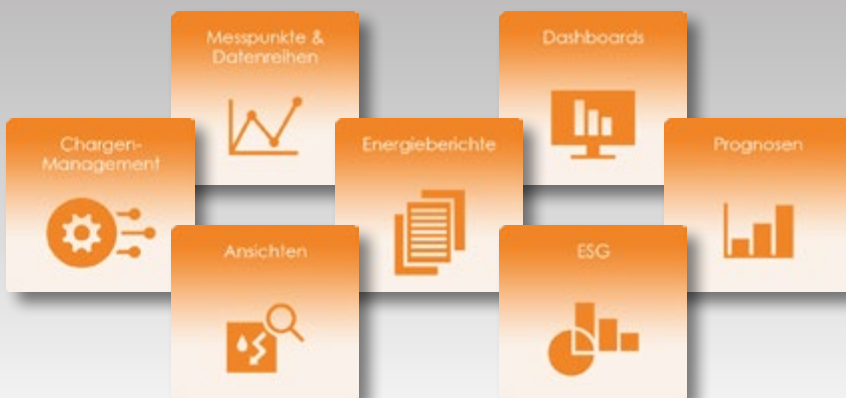 Messpunkte &
Datenreihen
Dashboards
Chargen-
Management
Energieberichte
Prognosen
Ansichten
ESG